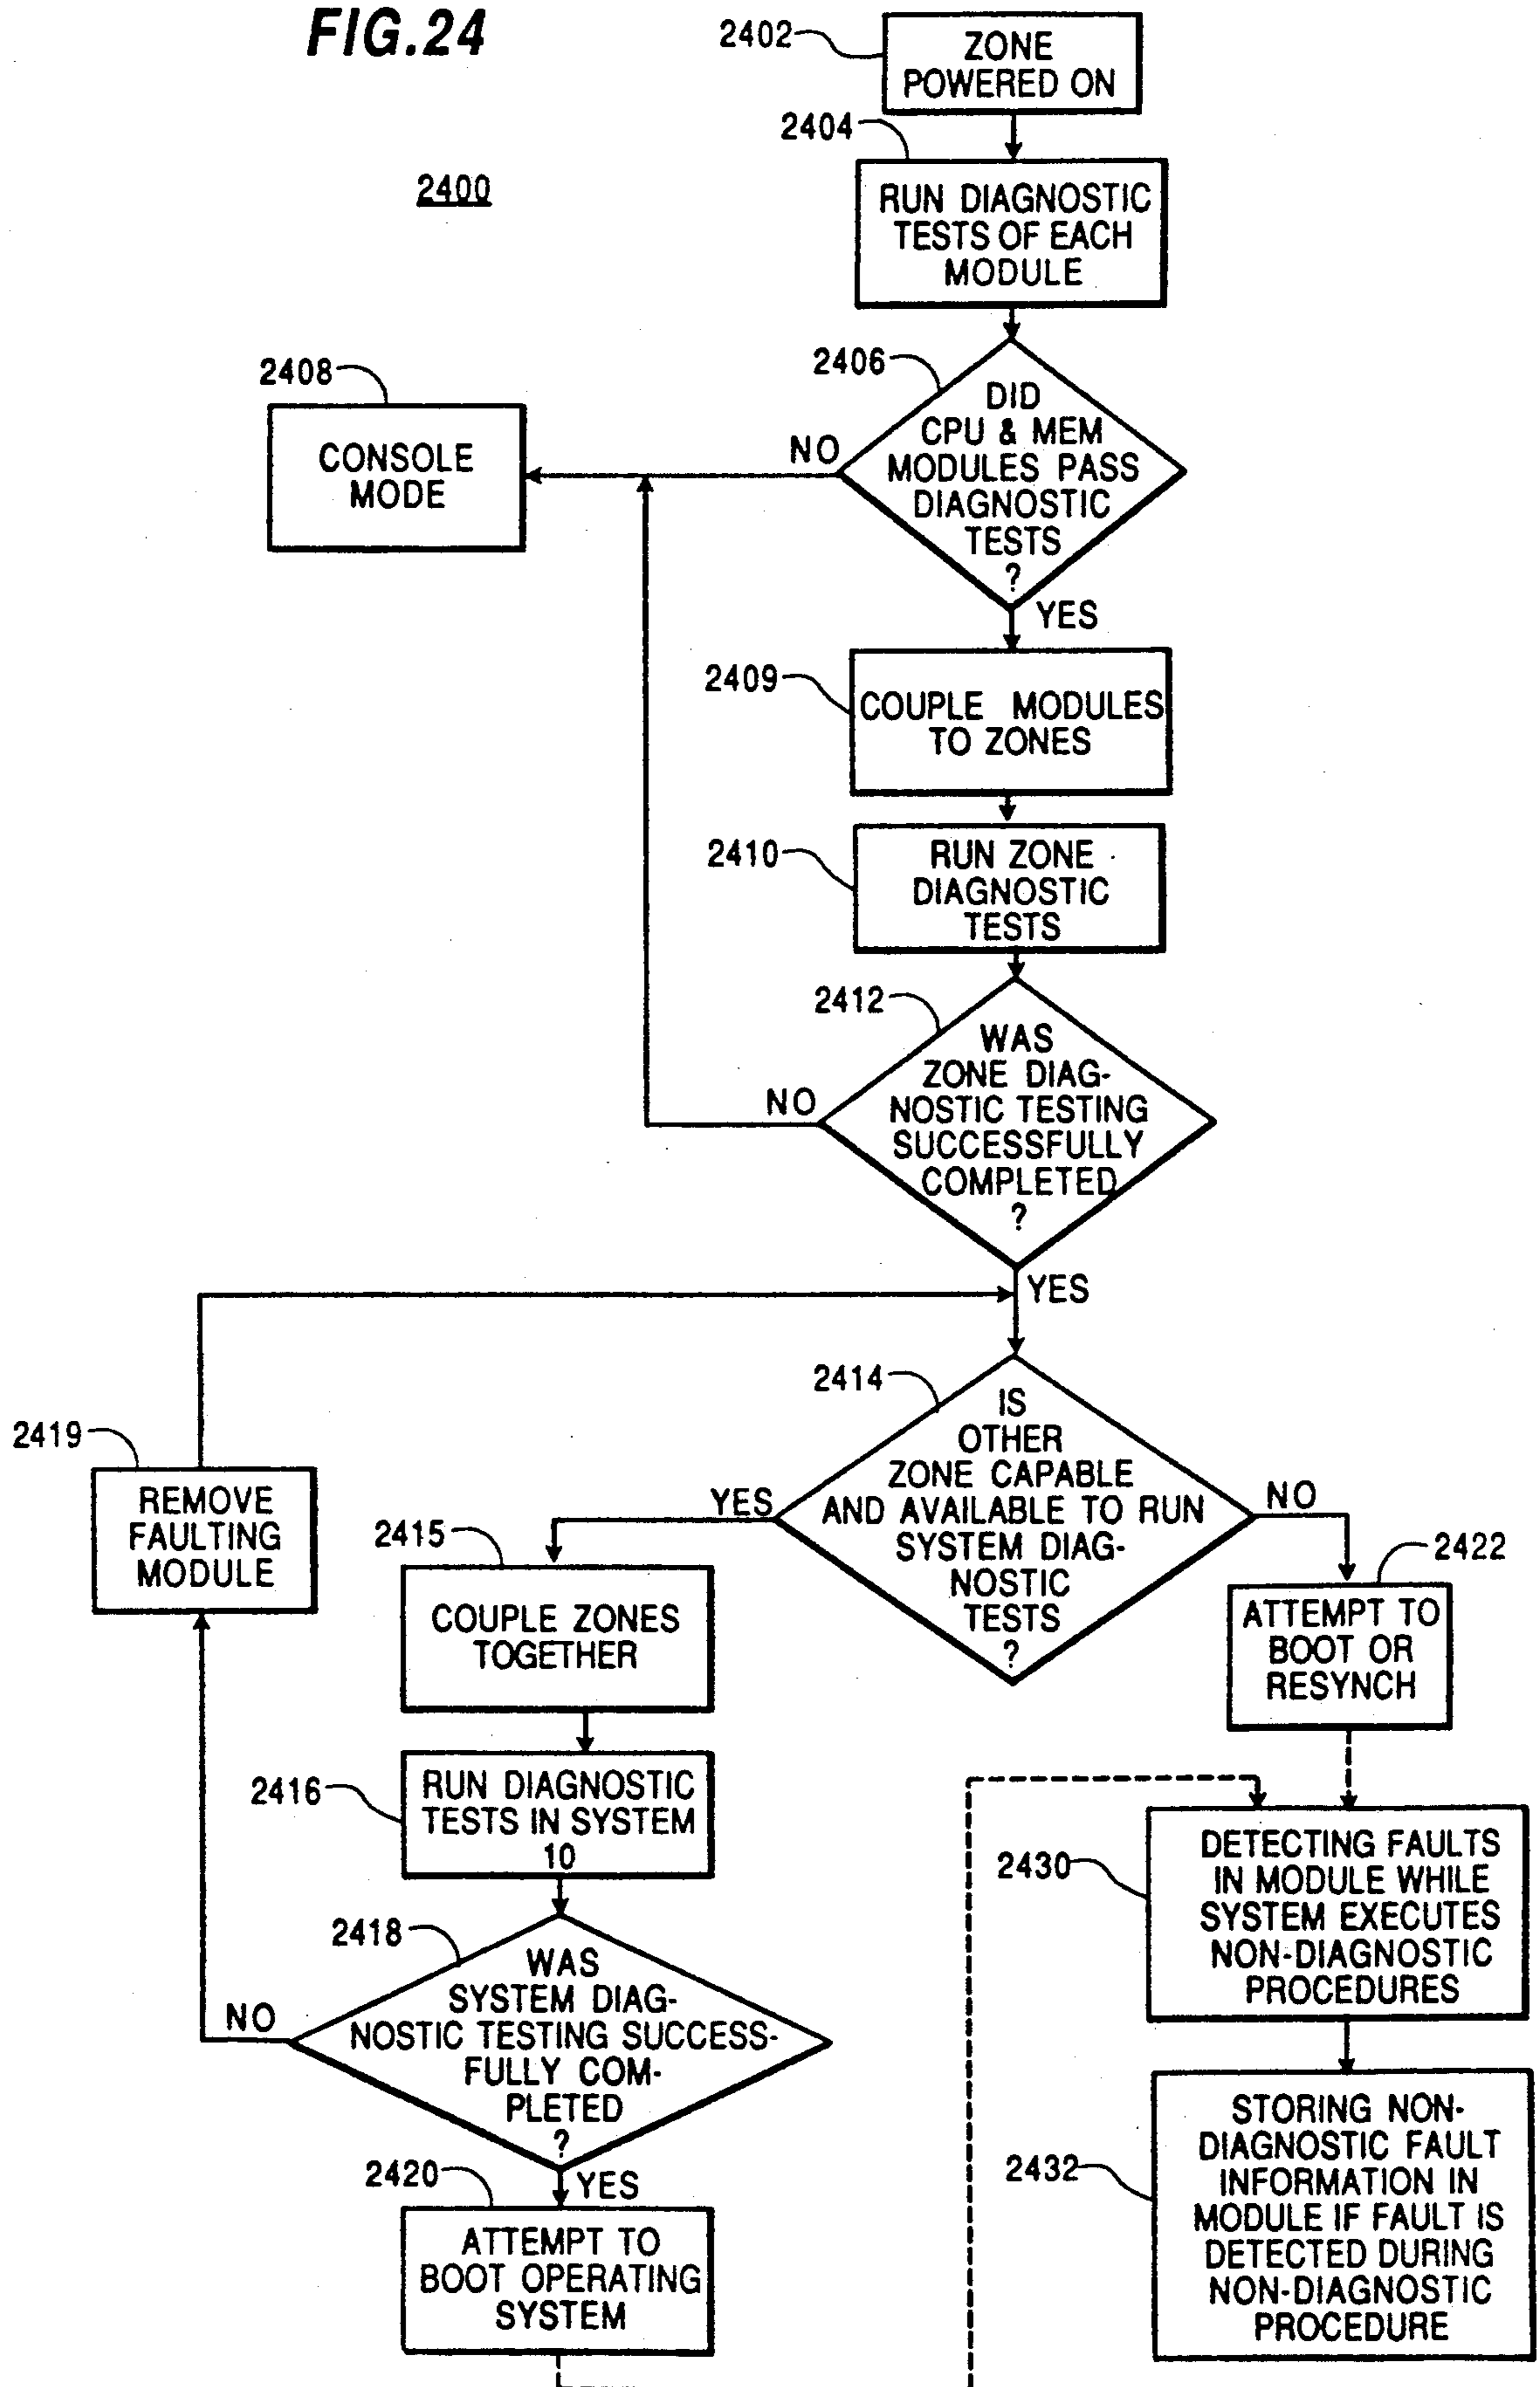 FIG.24
2400
2402
ZONE
POWERED ON
2404
RUN DIAGNOSTIC
TESTS OF EACH
MODULE
2406
DID
CPU & MEM
MODULES PASS
DIAGNOSTIC
TESTS
?
NO
2408
CONSOLE
MODE
YES
2409
COUPLE MODULES
TO ZONES
2410
RUN ZONE
DIAGNOSTIC
TESTS
2412
WAS
ZONE DIAG-
NOSTIC TESTING
SUCCESSFULLY
COMPLETED
?
NO
YES
2414
IS
OTHER
ZONE CAPABLE
AND AVAILABLE TO RUN
SYSTEM DIAG-
NOSTIC
TESTS
?
YES
NO
2419
REMOVE
FAULTING
MODULE
2415
COUPLE ZONES
TOGETHER
2422
ATTEMPT TO
BOOT OR
RESYNCH
2416
RUN DIAGNOSTIC
TESTS IN SYSTEM
10
2418
WAS
SYSTEM DIAG-
NOSTIC TESTING SUCCESS-
FULLY COM-
PLETED
?
NO
YES
2420
ATTEMPT TO
BOOT OPERATING
SYSTEM
2430
DETECTING FAULTS
IN MODULE WHILE
SYSTEM EXECUTES
NON-DIAGNOSTIC
PROCEDURES
2432
STORING NON-
DIAGNOSTIC FAULT
INFORMATION IN
MODULE IF FAULT IS
DETECTED DURING
NON-DIAGNOSTIC
PROCEDURE